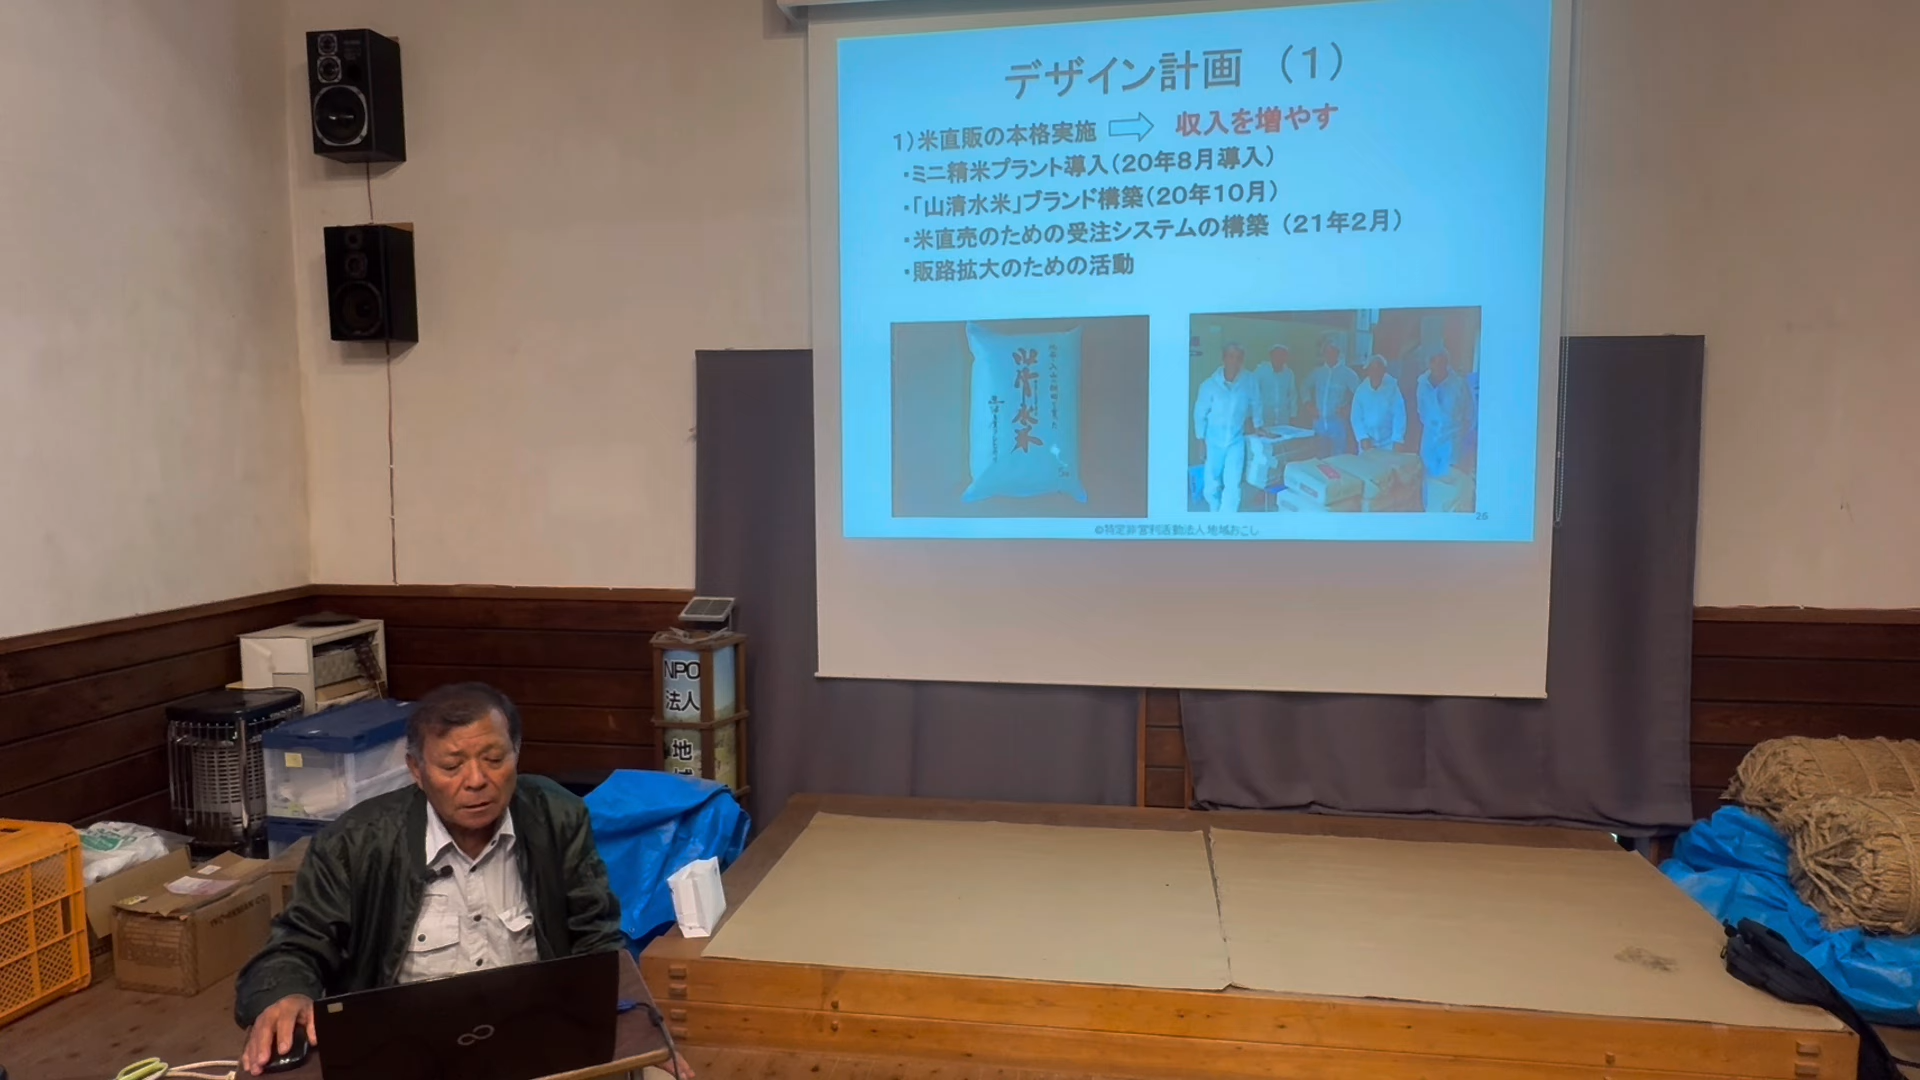 デザイン計画 （1）
1）米直販の本格実施 ⇨ 収入を増やす
・ミニ精米プラント導入（20年8月導入）
・「山清水米」ブランド構築（20年10月）
・米直売のための受注システムの構築 （21年2月）
・販路拡大のための活動
山清水米
26
©特定非営利活動法人地域おこし
NPO
法人
地
域